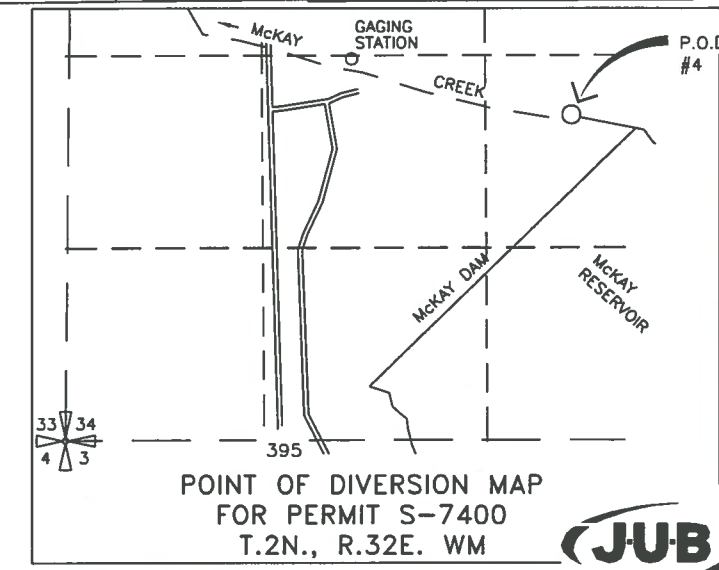 GAGING
STATION
McKAY
CREEK
P.O.D
#4
McKAY DAM
McKAY
RESERVOIR
33 34
4 3
395
POINT OF DIVERSION MAP
FOR PERMIT S-7400
T.2N., R.32E. WM
J·U·B